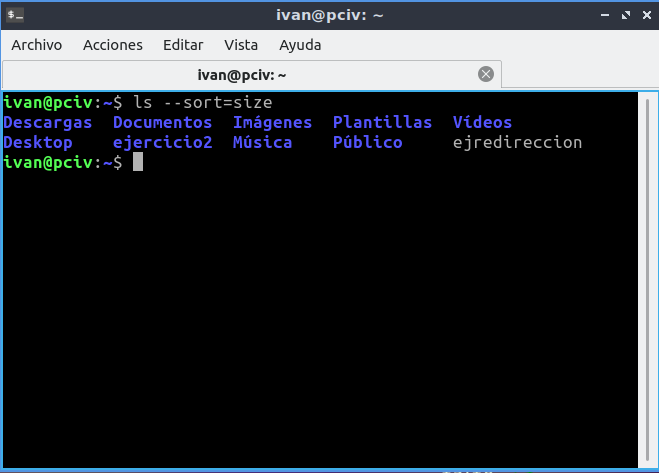 ivan@pciv: ~
Archivo Acciones Editar Vista Ayuda
ivan@pciv: ~
ivan@pciv:~$ ls --sort=size
Descargas Documentos Imágenes Plantillas Vídeos
Desktop ejercicio2 Música Público ejredireccion
ivan@pciv:~$